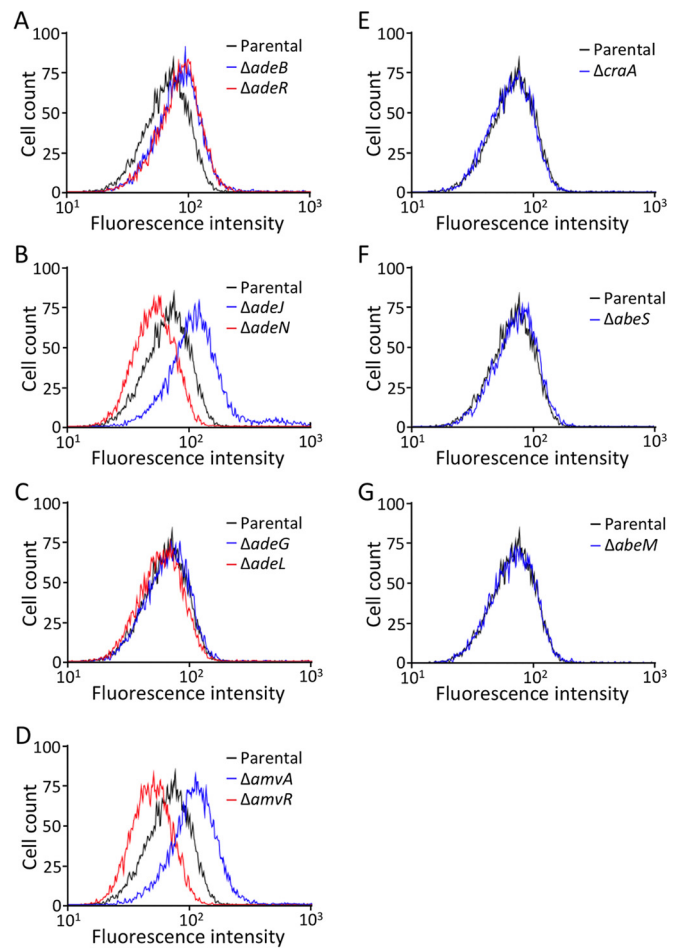 A
100
75
50
25
0
Cell count
Parental
ΔadeB
ΔadeR
10¹
10²
10³
Fluorescence intensity
B
100
75
50
25
0
Cell count
Parental
ΔadeJ
ΔadeN
10¹
10²
10³
Fluorescence intensity
C
100
75
50
25
0
Cell count
Parental
ΔadeG
ΔadeL
10¹
10²
10³
Fluorescence intensity
D
100
75
50
25
0
Cell count
Parental
ΔamvA
ΔamvR
10¹
10²
10³
Fluorescence intensity
E
100
75
50
25
0
Cell count
Parental
ΔcraA
10¹
10²
10³
Fluorescence intensity
F
100
75
50
25
0
Cell count
Parental
ΔabeS
10¹
10²
10³
Fluorescence intensity
G
100
75
50
25
0
Cell count
Parental
ΔabeM
10¹
10²
10³
Fluorescence intensity